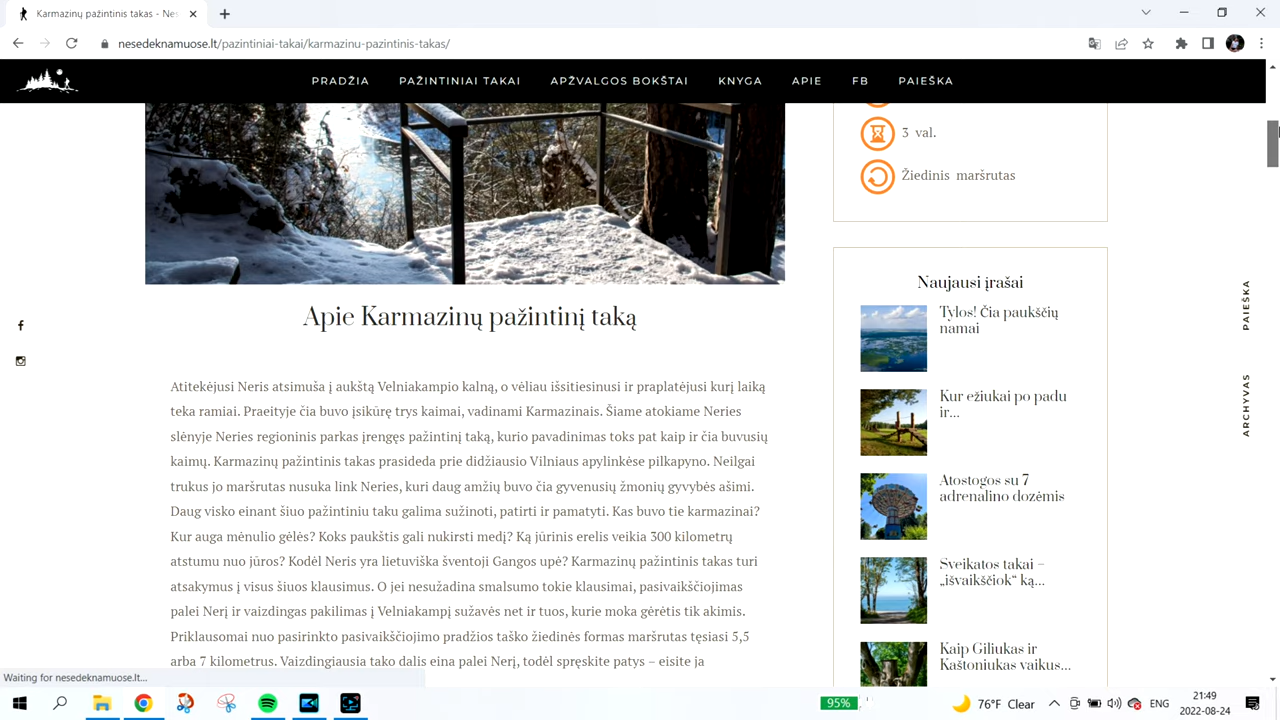 Karmazinų pažintinis takas - Nes
nesedeknamuose.lt/pazintiniai-takai/karmazinu-pazintinis-takas/
PRADŽIA PAŽINTINIAI TAKAI APŽVALGOS BOKŠTAI KNYGA APIE FB PAIEŠKA
3 val.
Žiedinis maršrutas
Apie Karmazinų pažintinį taką
Atitekėjusi Neris atsimuša į aukštą Velniakampio kalną, o vėliau išsitiesinusi ir praplatėjusi kurį laiką
teka ramiai. Praeityje čia buvo įsikūrę trys kaimai, vadinami Karmazinais. Šiame atokiame Neries
slėnyje Neries regioninis parkas įrengęs pažintinį taką, kurio pavadinimas toks pat kaip ir čia buvusių
kaimų. Karmazinų pažintinis takas prasideda prie didžiausio Vilniaus apylinkėse pilkapyno. Neilgai
trukus jo maršrutas nusuka link Neries, kuri daug amžių buvo čia gyvenusių žmonių gyvybės ašimi.
Daug visko einant šiuo pažintiniu taku galima sužinoti, patirti ir pamatyti. Kas buvo tie karmazinai?
Kur auga mėnulio gėlės? Koks paukštis gali nukirsti medį? Ką jūrinis erelis veikia 300 kilometrų
atstumu nuo jūros? Kodėl Neris yra lietuviška šventoji Gangos upė? Karmazinų pažintinis takas turi
atsakymus į visus šiuos klausimus. O jei nesužadina smalsumo tokie klausimai, pasivaikščiojimas
palei Nerį ir vaizdingas pakilimas į Velniakampį sužavės net ir tuos, kurie moka gėrėtis tik akimis.
Priklausomai nuo pasirinkto pasivaikščiojimo pradžios taško žiedinės formas maršrutas tęsiasi 5,5
arba 7 kilometrus. Vaizdingiausia tako dalis eina palei Nerį, todėl spręskite patys – eisite ja
Naujausi įrašai
Tylos! Čia paukščių
namai
Kur ežiukai po padu
ir...
Atostogos su 7
adrenalino dozėmis
Sveikatos takai –
„išvaikščiok“ ką...
Kaip Giliukas ir
Kaštoniukas vaikus...
PAIEŠKA
ARCHYVAS
Waiting for nesedeknamuose.lt...
95%
76°F Clear
ENG
21:49
2022-08-24